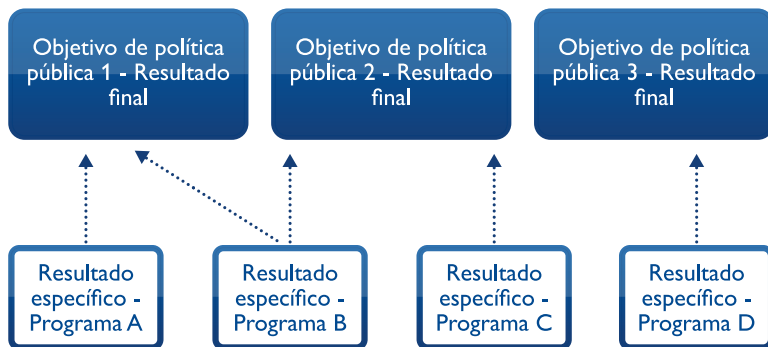 Objetivo de política
pública 1 - Resultado
final
Objetivo de política
pública 2 - Resultado
final
Objetivo de política
pública 3 - Resultado
final
Resultado
específico -
Programa A
Resultado
específico -
Programa B
Resultado
específico -
Programa C
Resultado
específico -
Programa D